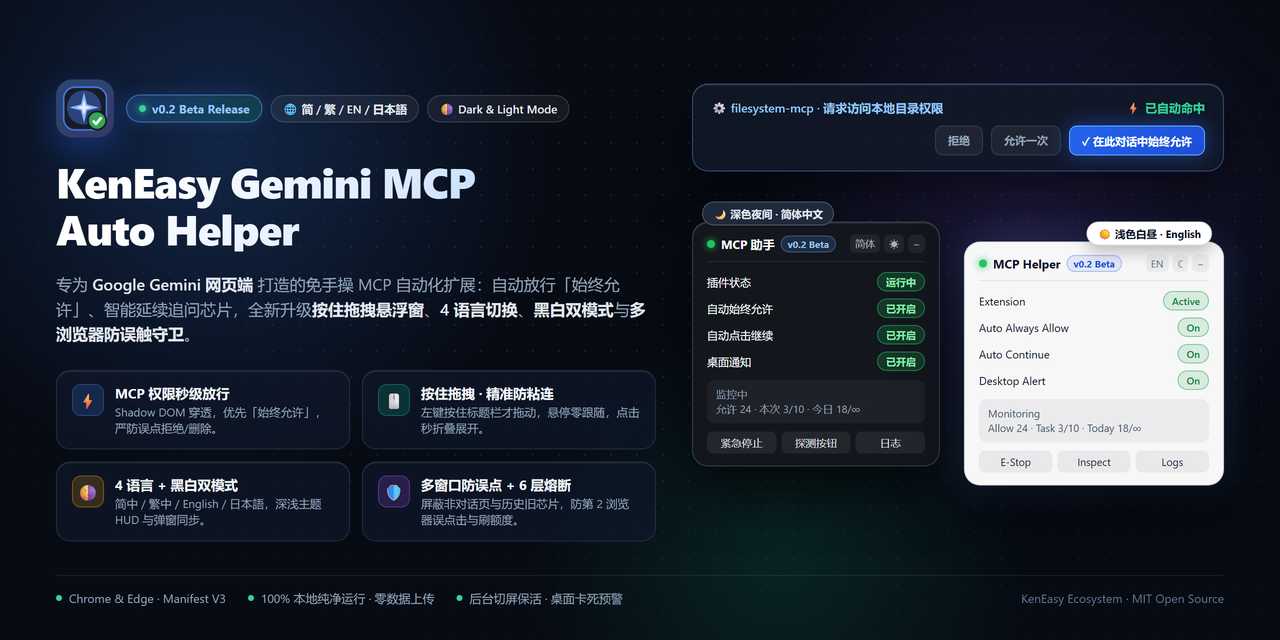 v0.2 Beta Release
简 / 繁 / EN / 日本語
Dark & Light Mode
KenEasy Gemini MCP
Auto Helper
专为 Google Gemini 网页端 打造的免手操 MCP 自动化扩展：自动放行「始终允
许」、智能延续追问芯片，全新升级按住拖拽悬浮窗、4 语言切换、黑白双模式与多
浏览器防误触守卫。
MCP 权限秒级放行
Shadow DOM 穿透，优先「始终允许」，
严防误点拒绝/删除。
按住拖拽 · 精准防粘连
左键按住标题栏才拖动，悬停零跟随，点击
秒折叠展开。
4 语言 + 黑白双模式
简中 / 繁中 / English / 日本語，深浅主题
HUD 与弹窗同步。
多窗口防误点 + 6 层熔断
屏蔽非对话页与历史旧芯片，防第 2 浏览
器误点击与刷额度。
filesystem-mcp · 请求访问本地目录权限
已自动命中
拒绝
允许一次
✓ 在此对话中始终允许
深色夜间 · 简体中文
MCP 助手
v0.2 Beta
简体
–
插件状态
运行中
自动始终允许
已开启
自动点击继续
已开启
桌面通知
已开启
监控中
允许 24 · 本次 3/10 · 今日 18/∞
紧急停止
探测按钮
日志
浅色白昼 · English
MCP Helper
v0.2 Beta
EN
–
Extension
Active
Auto Always Allow
On
Auto Continue
On
Desktop Alert
On
Monitoring
Allow 24 · Task 3/10 · Today 18/∞
E-Stop
Inspect
Logs
Chrome & Edge · Manifest V3
100% 本地纯净运行 · 零数据上传
后台切屏保活 · 桌面卡死预警
KenEasy Ecosystem · MIT Open Source